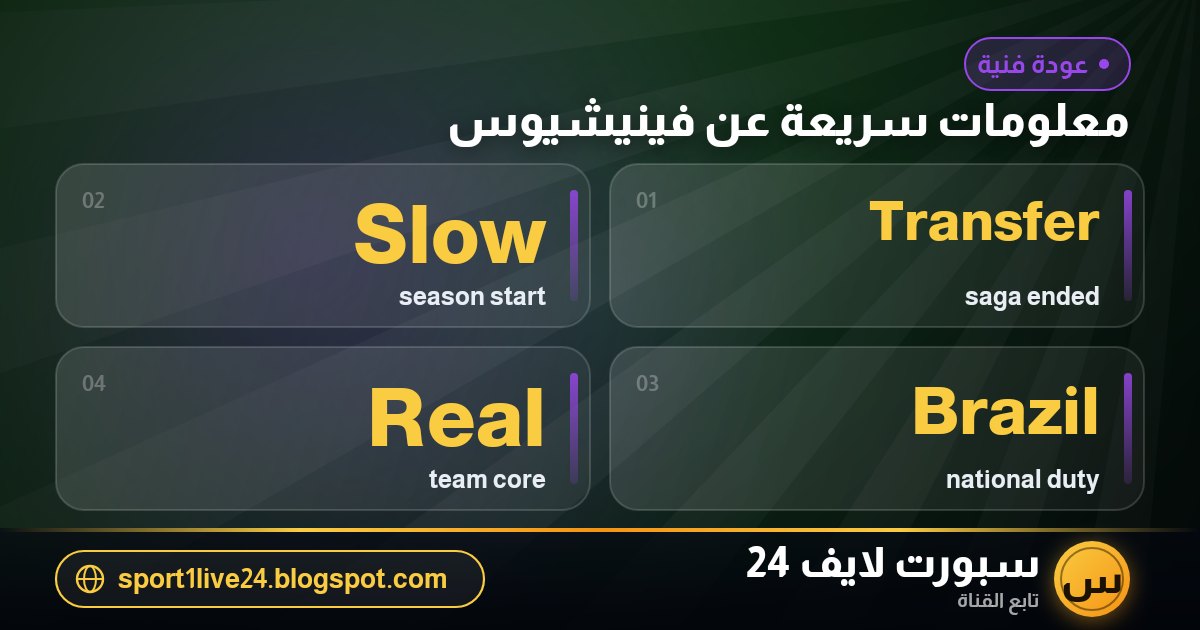 عودة فنية
معلومات سريعة عن فينيشيوس
01
Transfer
saga ended
02
Slow
season start
03
Brazil
national duty
04
Real
team core
س
سبورت لايف 24
تابع القناة
sport1live24.blogspot.com